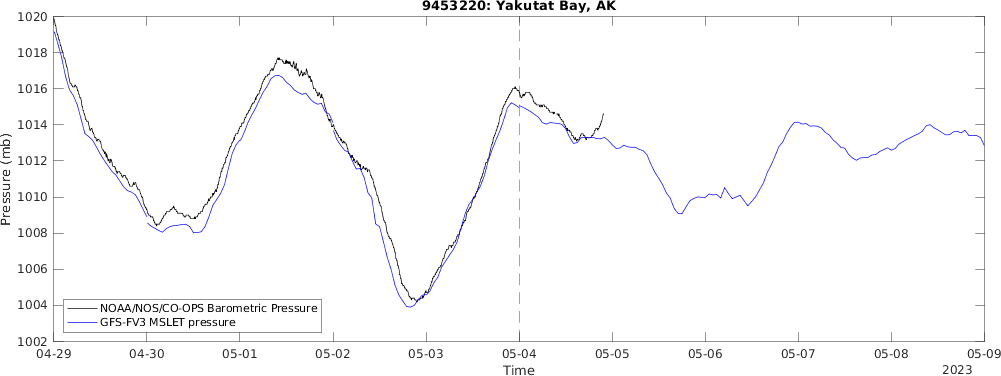 9453220: Yakutat Bay, AK
Pressure (mb)
1020
1018
1016
1014
1012
1010
1008
1006
1004
1002
NOAA/NOS/CO-OPS Barometric Pressure
GFS-FV3 MSLET pressure
04-29 04-30 05-01 05-02 05-03 05-04 05-05 05-06 05-07 05-08 05-09
Time
2023